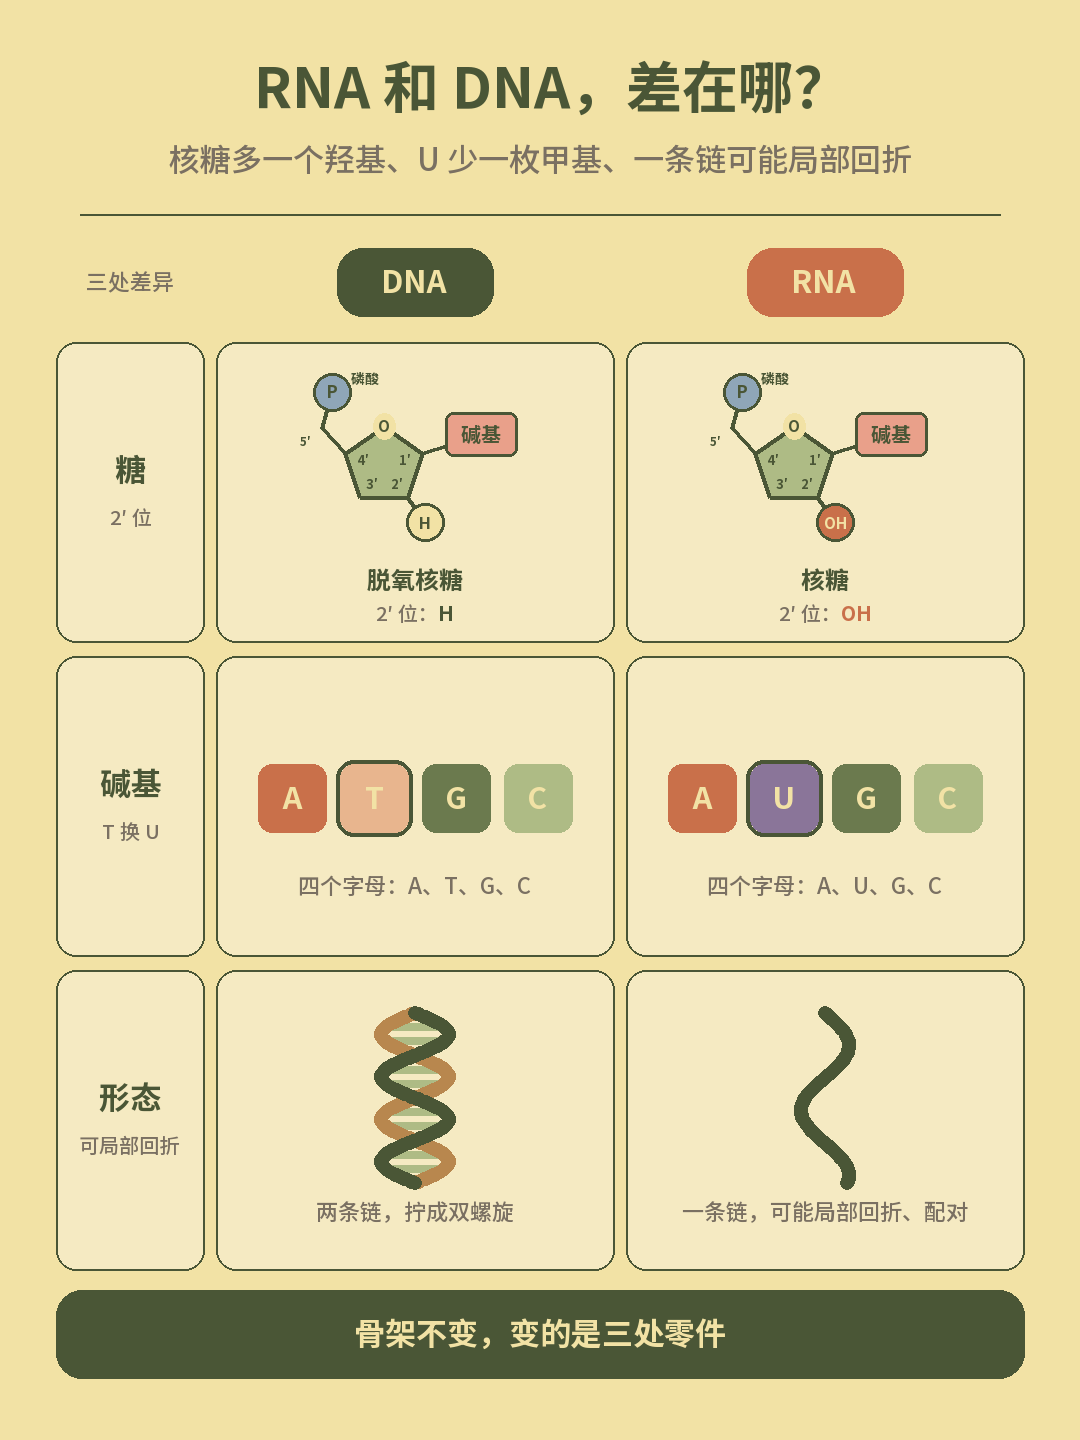 RNA 和 DNA，差在哪？
核糖多一个羟基、U 少一枚甲基、一条链可能局部回折
三处差异
DNA
RNA
糖
2′ 位
P
磷酸
5′
O
4′
1′
3′
2′
碱基
H
脱氧核糖
2′ 位：H
P
磷酸
5′
O
4′
1′
3′
2′
碱基
OH
核糖
2′ 位：OH
碱基
T 换 U
A
T
G
C
四个字母：A、T、G、C
A
U
G
C
四个字母：A、U、G、C
形态
可局部回折
两条链，拧成双螺旋
一条链，可能局部回折、配对
骨架不变，变的是三处零件